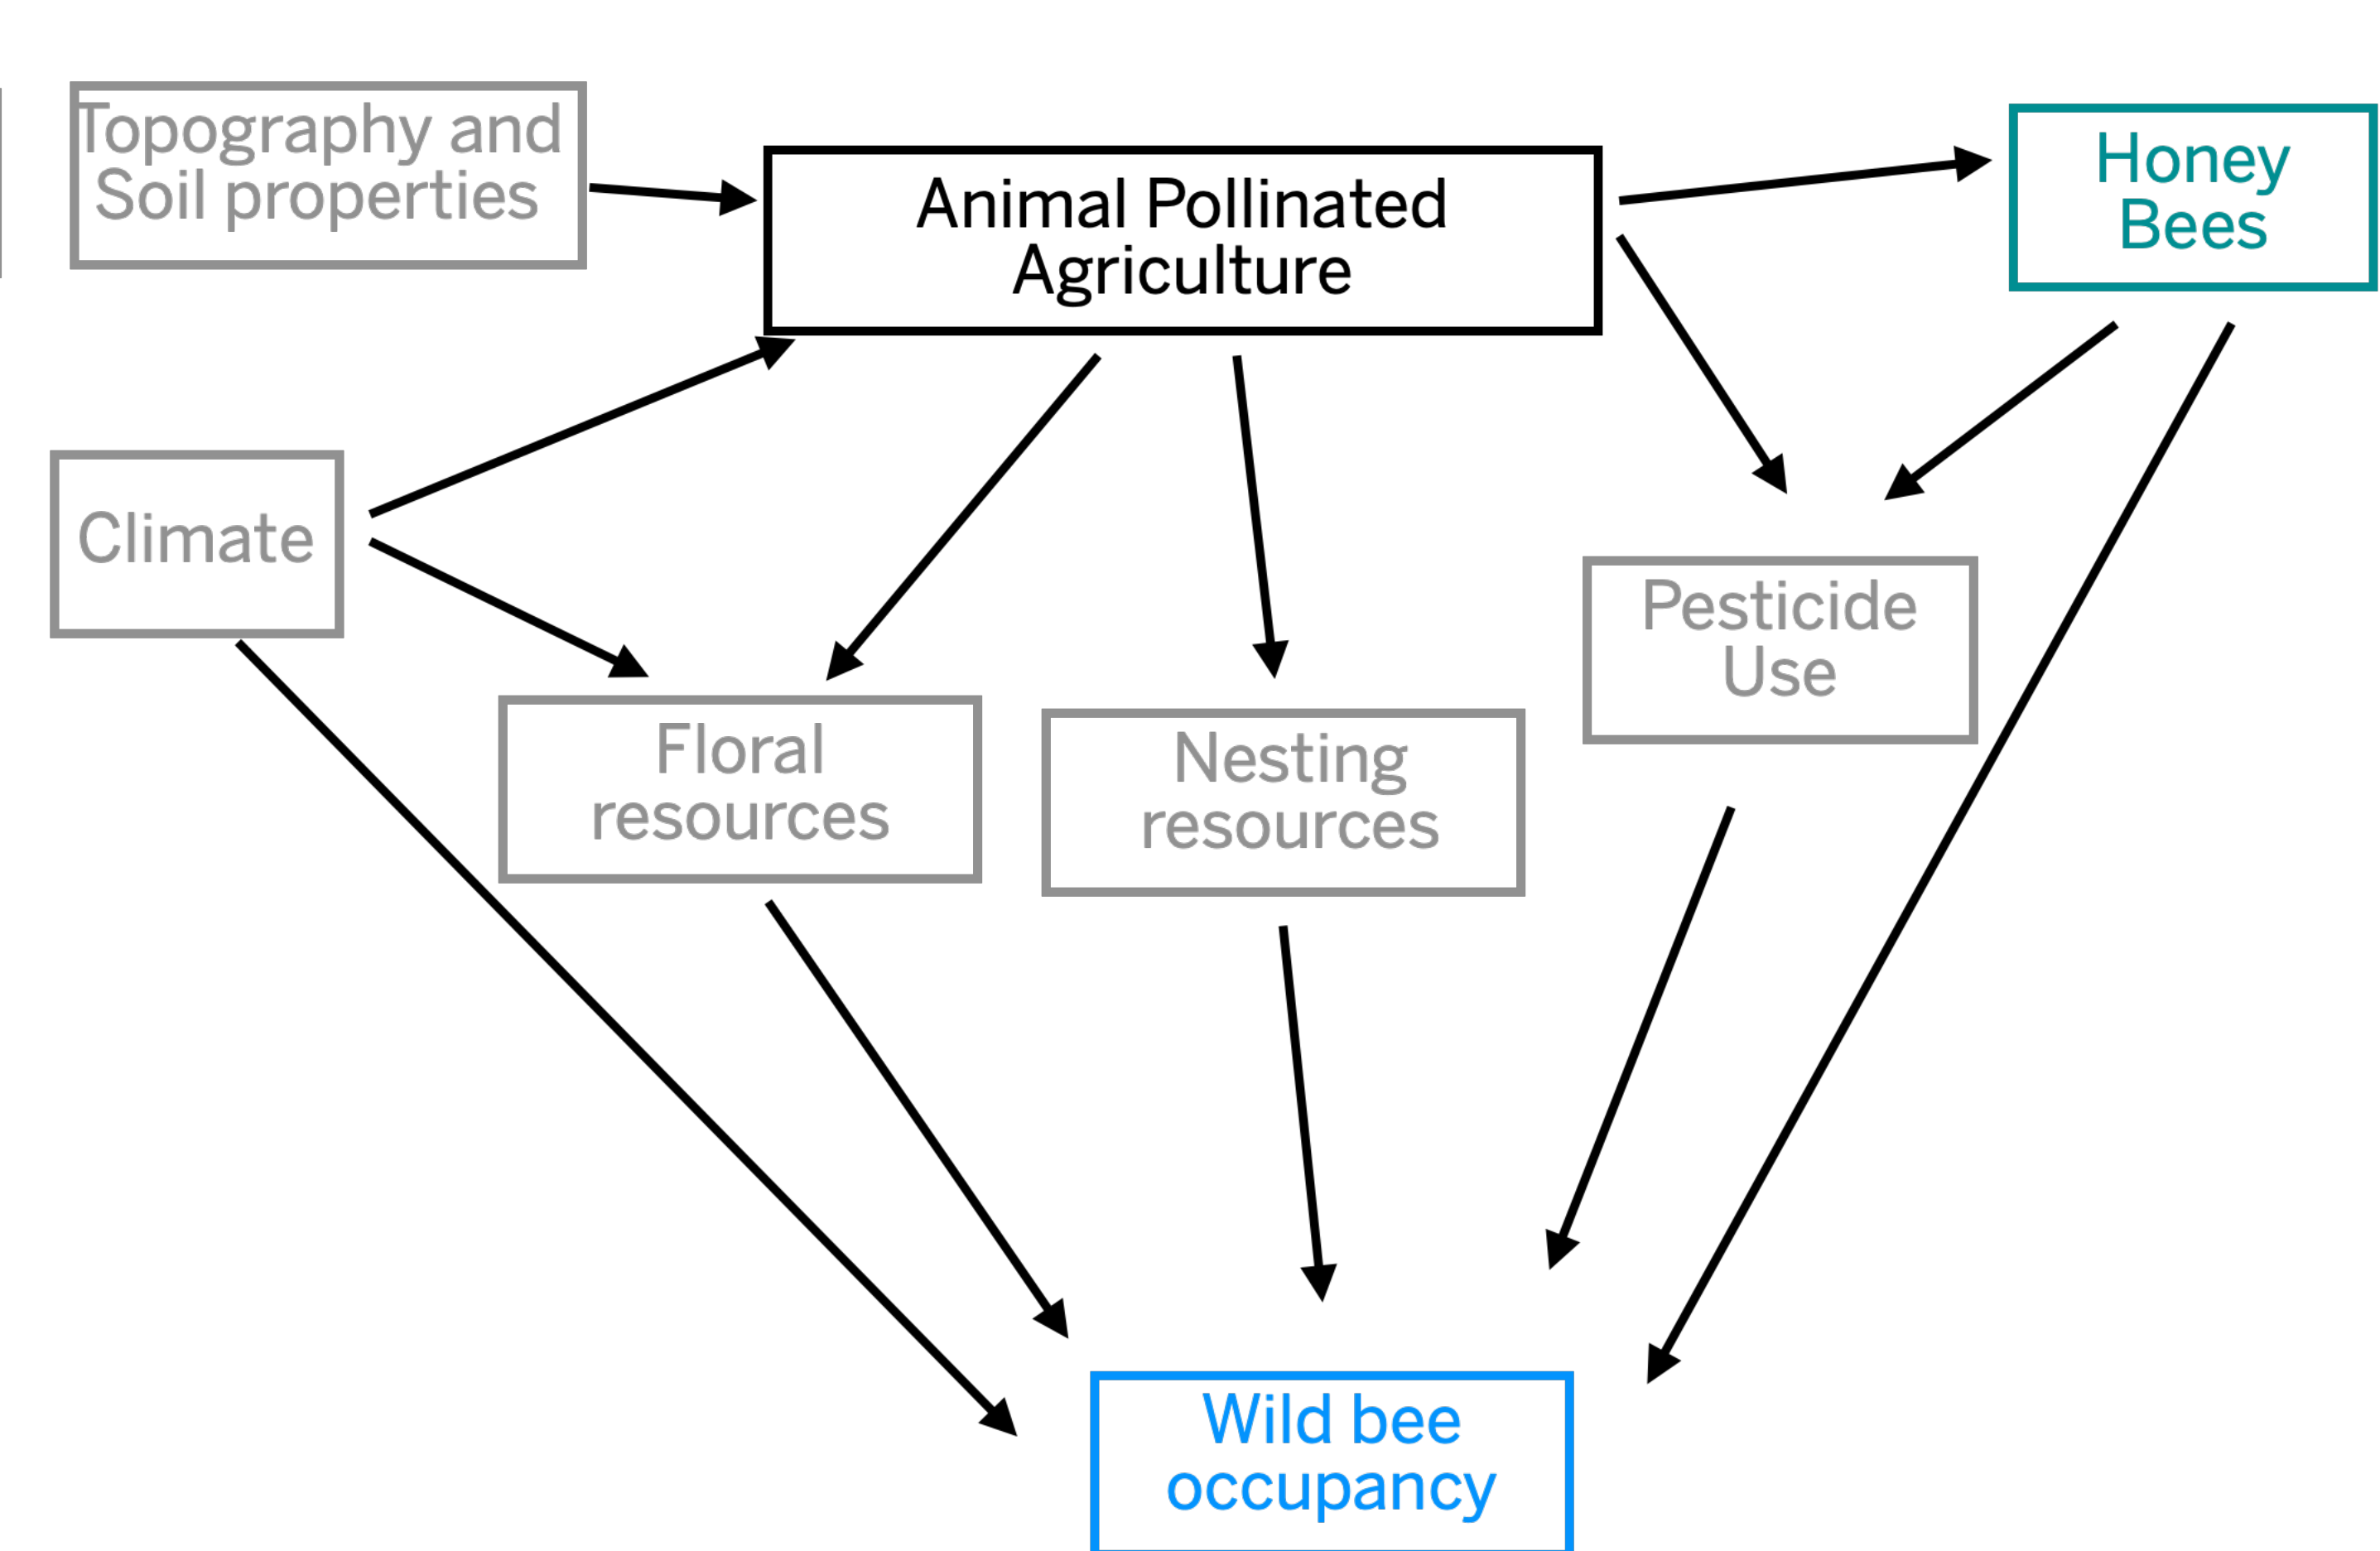 Topography and
Soil properties
Animal Pollinated
Agriculture
Honey
Bees
Climate
Pesticide
Use
Floral
resources
Nesting
resources
Wild bee
occupancy